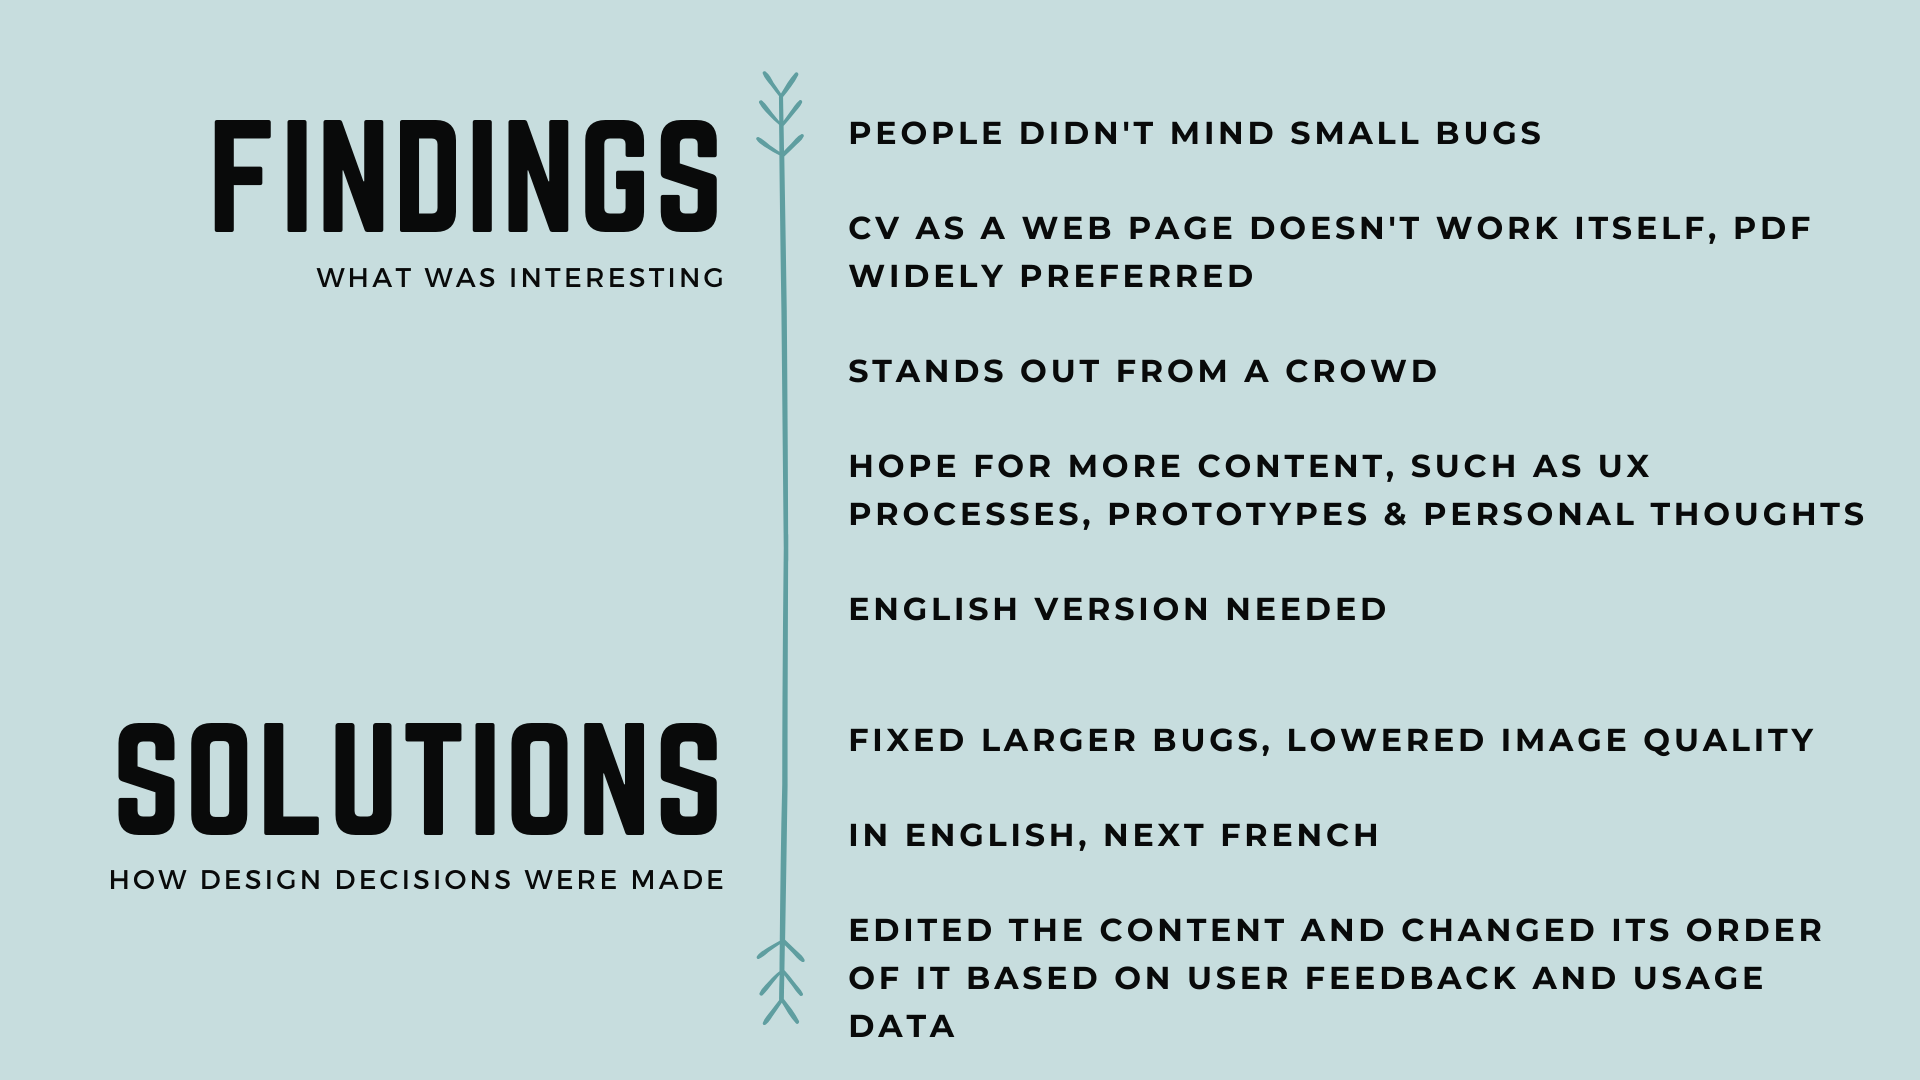 FINDINGS
WHAT WAS INTERESTING
PEOPLE DIDN'T MIND SMALL BUGS
CV AS A WEB PAGE DOESN'T WORK ITSELF, PDF
WIDELY PREFERRED
STANDS OUT FROM A CROWD
HOPE FOR MORE CONTENT, SUCH AS UX
PROCESSES, PROTOTYPES & PERSONAL THOUGHTS
ENGLISH VERSION NEEDED
SOLUTIONS
HOW DESIGN DECISIONS WERE MADE
FIXED LARGER BUGS, LOWERED IMAGE QUALITY
IN ENGLISH, NEXT FRENCH
EDITED THE CONTENT AND CHANGED ITS ORDER
OF IT BASED ON USER FEEDBACK AND USAGE
DATA